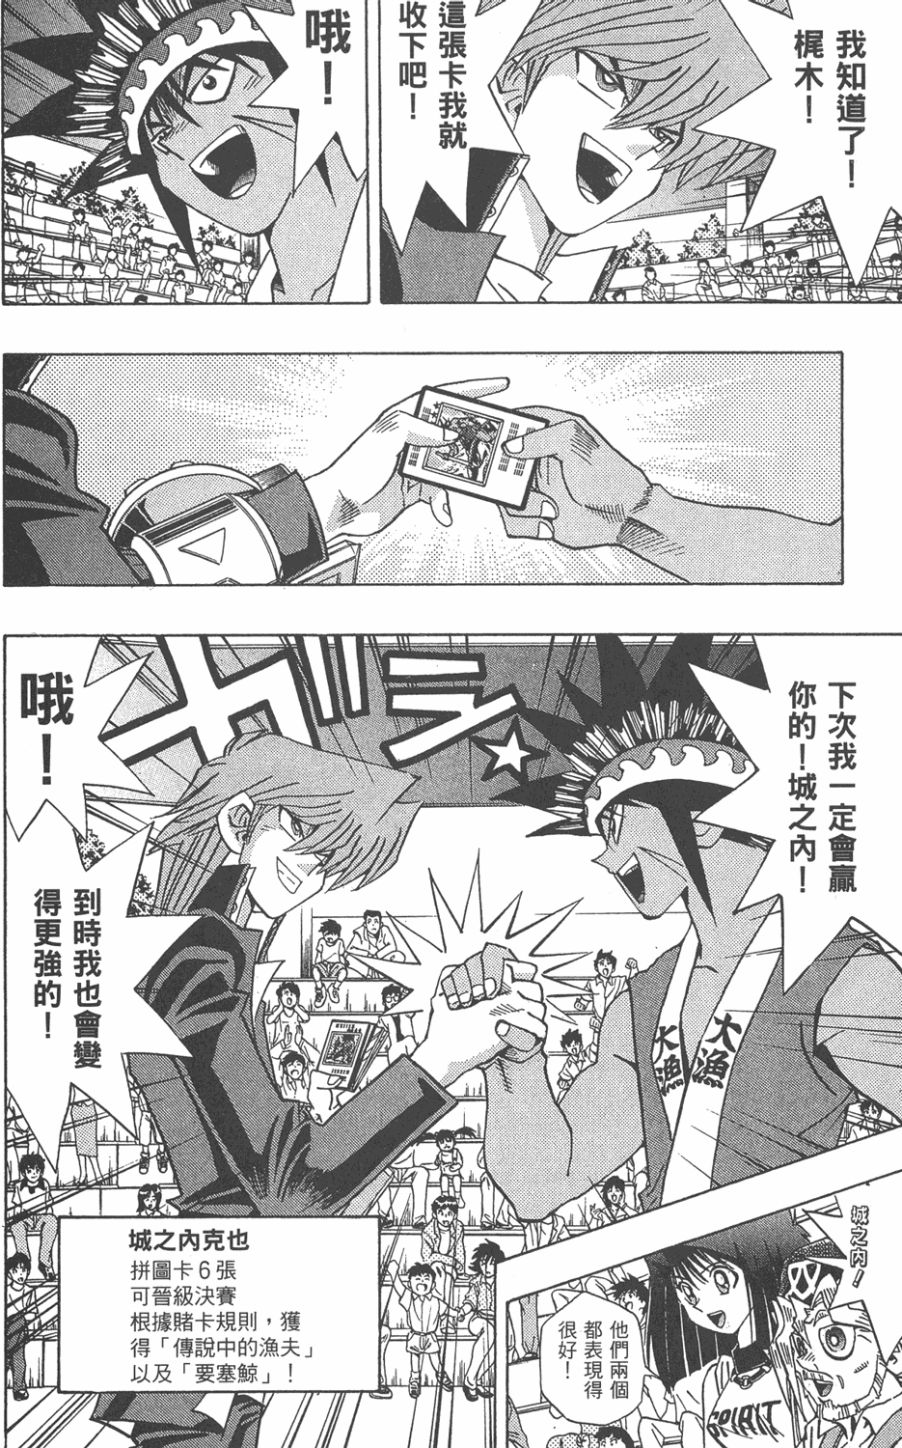 我知道了！
梶木！
這張卡我就
收下吧！
哦！
下次我一定會贏
你的！城之內！
ガシ
哦！
到時我也會變
得更強的！
大漁
大漁
城之內克也
拼圖卡6張
可晉級決賽
根據賭卡規則，獲
得「傳說中的漁夫」
以及「要塞鯨」！
城之內！
他們兩個
都表現得
很好！
SPIRIT